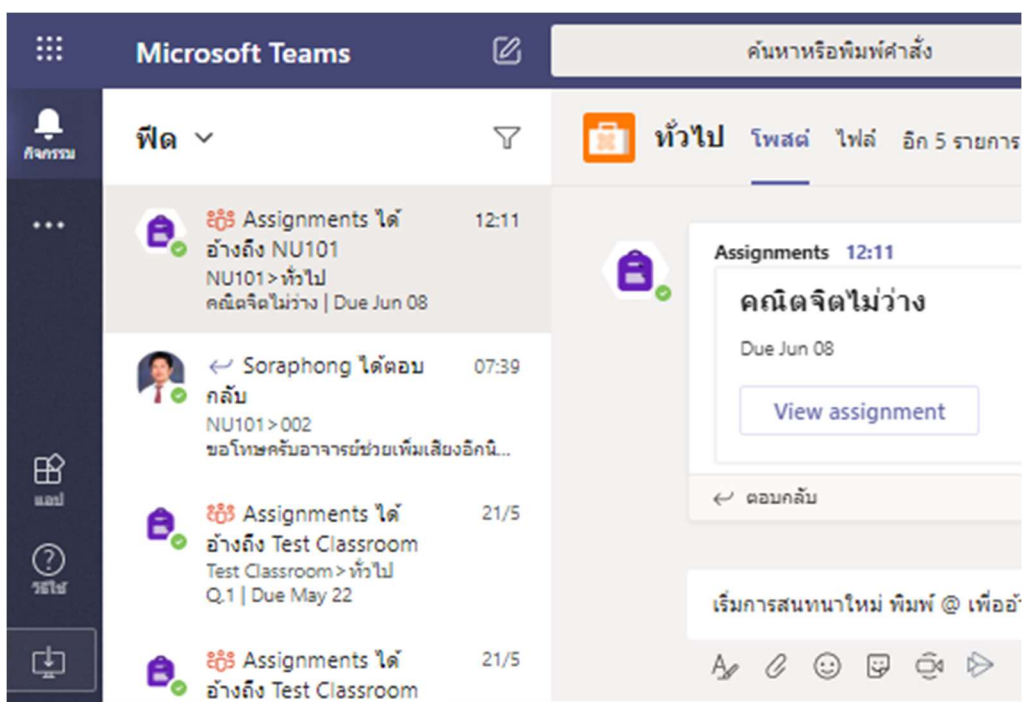 Microsoft Teams
ค้นหาหรือพิมพ์คำสั่ง
กิจกรรม
แอป
วิธีใช้
ฟีด
Assignments ได้ 12:11
อ้างถึง NU101
NU101 > ทั่วไป
คณิตจิตไม่ว่าง | Due Jun 08
Soraphong ได้ตอบ 07:39
กลับ
NU101 > 002
ขอโทษครับอาจารย์ช่วยเพิ่มเสียงอีกนิ...
Assignments ได้ 21/5
อ้างถึง Test Classroom
Test Classroom > ทั่วไป
Q.1 | Due May 22
Assignments ได้ 21/5
อ้างถึง Test Classroom
ทั่วไป โพสต์ ไฟล์ อีก 5 รายการ
Assignments 12:11
คณิตจิตไม่ว่าง
Due Jun 08
View assignment
ตอบกลับ
เริ่มการสนทนาใหม่ พิมพ์ @ เพื่ออ้า